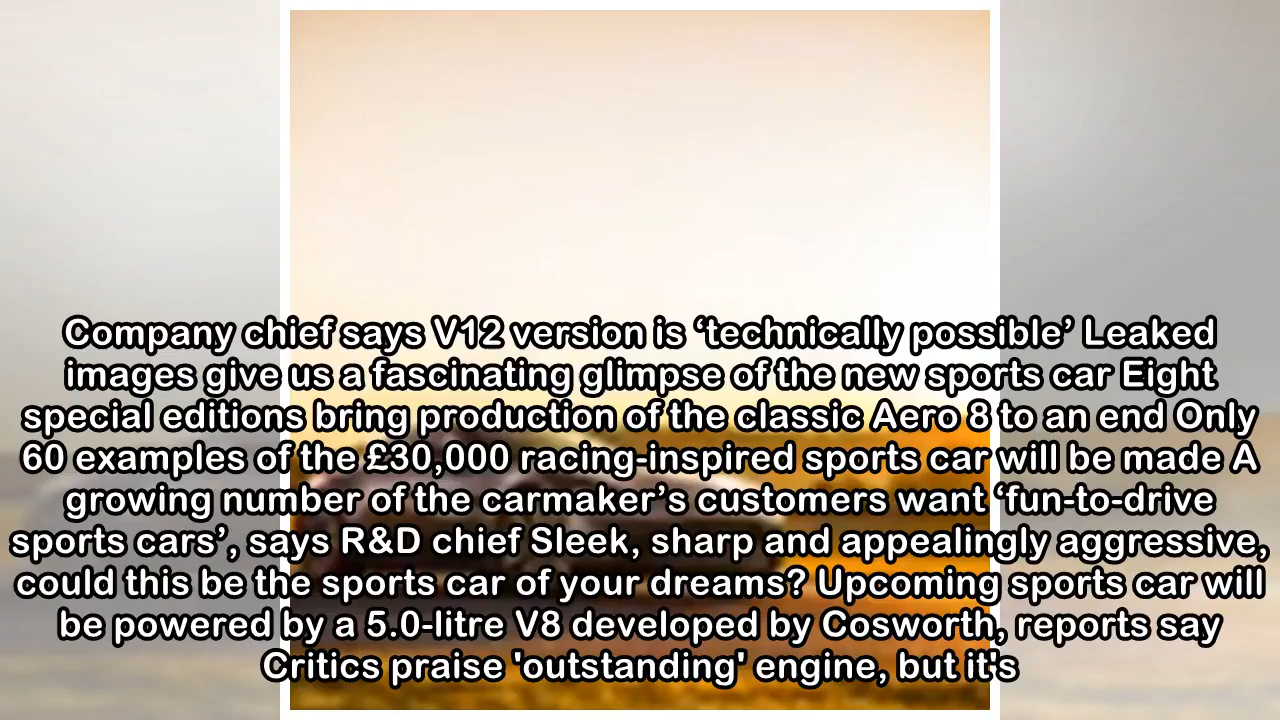 Company chief says V12 version is ‘technically possible’ Leaked
images give us a fascinating glimpse of the new sports car Eight
special editions bring production of the classic Aero 8 to an end Only
60 examples of the £30,000 racing-inspired sports car will be made A
growing number of the carmaker’s customers want ‘fun-to-drive
sports cars’, says R&D chief Sleek, sharp and appealingly aggressive,
could this be the sports car of your dreams? Upcoming sports car will
be powered by a 5.0-litre V8 developed by Cosworth, reports say
Critics praise 'outstanding' engine, but it's